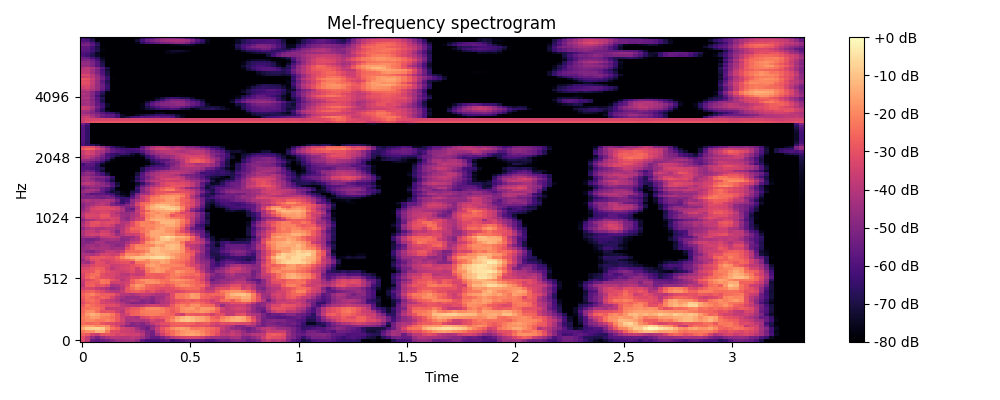 Mel-frequency spectrogram
+0 dB
-10 dB
-20 dB
-30 dB
-40 dB
-50 dB
-60 dB
-70 dB
-80 dB
Hz
4096
2048
1024
512
0
0 0.5 1 1.5 2 2.5 3
Time